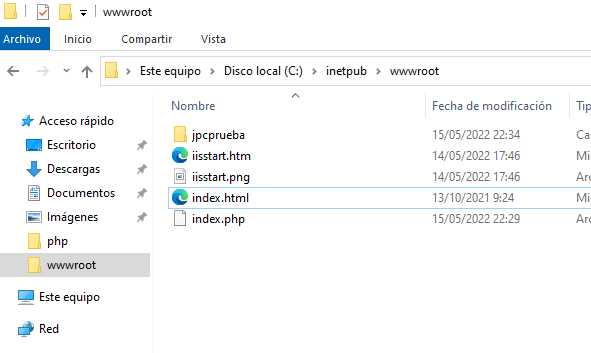 wwwroot
Archivo Inicio Compartir Vista
Este equipo > Disco local (C:) > inetpub > wwwroot
Nombre Fecha de modificación Tip
Acceso rápido
Escritorio
Descargas
Documentos
Imágenes
php
wwwroot
Este equipo
Red
jpcprueba 15/05/2022 22:34 Ca
iisstart.htm 14/05/2022 17:46 Mi
iisstart.png 14/05/2022 17:46 Arc
index.html 13/10/2021 9:24 Mi
index.php 15/05/2022 22:29 Arc